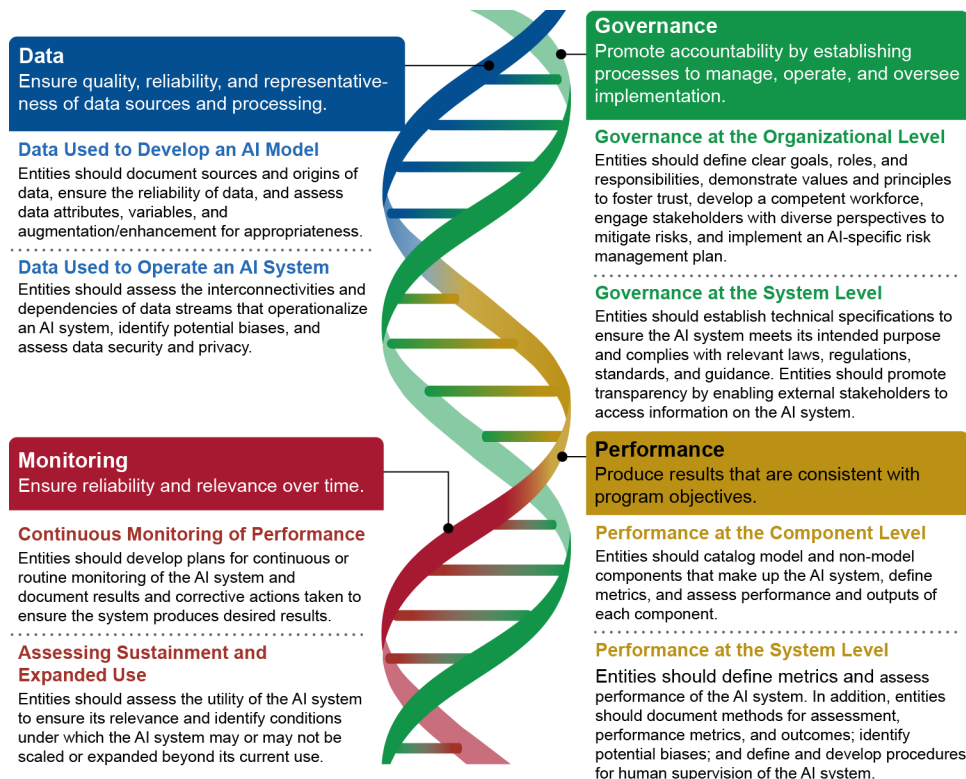 Data
Ensure quality, reliability, and representative-
ness of data sources and processing.
Data Used to Develop an AI Model
Entities should document sources and origins of
data, ensure the reliability of data, and assess
data attributes, variables, and
augmentation/enhancement for appropriateness.
Data Used to Operate an AI System
Entities should assess the interconnectivities and
dependencies of data streams that operationalize
an AI system, identify potential biases, and
assess data security and privacy.
Governance
Promote accountability by establishing
processes to manage, operate, and oversee
implementation.
Governance at the Organizational Level
Entities should define clear goals, roles, and
responsibilities, demonstrate values and principles
to foster trust, develop a competent workforce,
engage stakeholders with diverse perspectives to
mitigate risks, and implement an AI-specific risk
management plan.
Governance at the System Level
Entities should establish technical specifications to
ensure the AI system meets its intended purpose
and complies with relevant laws, regulations,
standards, and guidance. Entities should promote
transparency by enabling external stakeholders to
access information on the AI system.
Monitoring
Ensure reliability and relevance over time.
Continuous Monitoring of Performance
Entities should develop plans for continuous or
routine monitoring of the AI system and
document results and corrective actions taken to
ensure the system produces desired results.
Assessing Sustainment and
Expanded Use
Entities should assess the utility of the AI system
to ensure its relevance and identify conditions
under which the AI system may or may not be
scaled or expanded beyond its current use.
Performance
Produce results that are consistent with
program objectives.
Performance at the Component Level
Entities should catalog model and non-model
components that make up the AI system, define
metrics, and assess performance and outputs of
each component.
Performance at the System Level
Entities should define metrics and assess
performance of the AI system. In addition, entities
should document methods for assessment,
performance metrics, and outcomes; identify
potential biases; and define and develop procedures
for human supervision of the AI system.